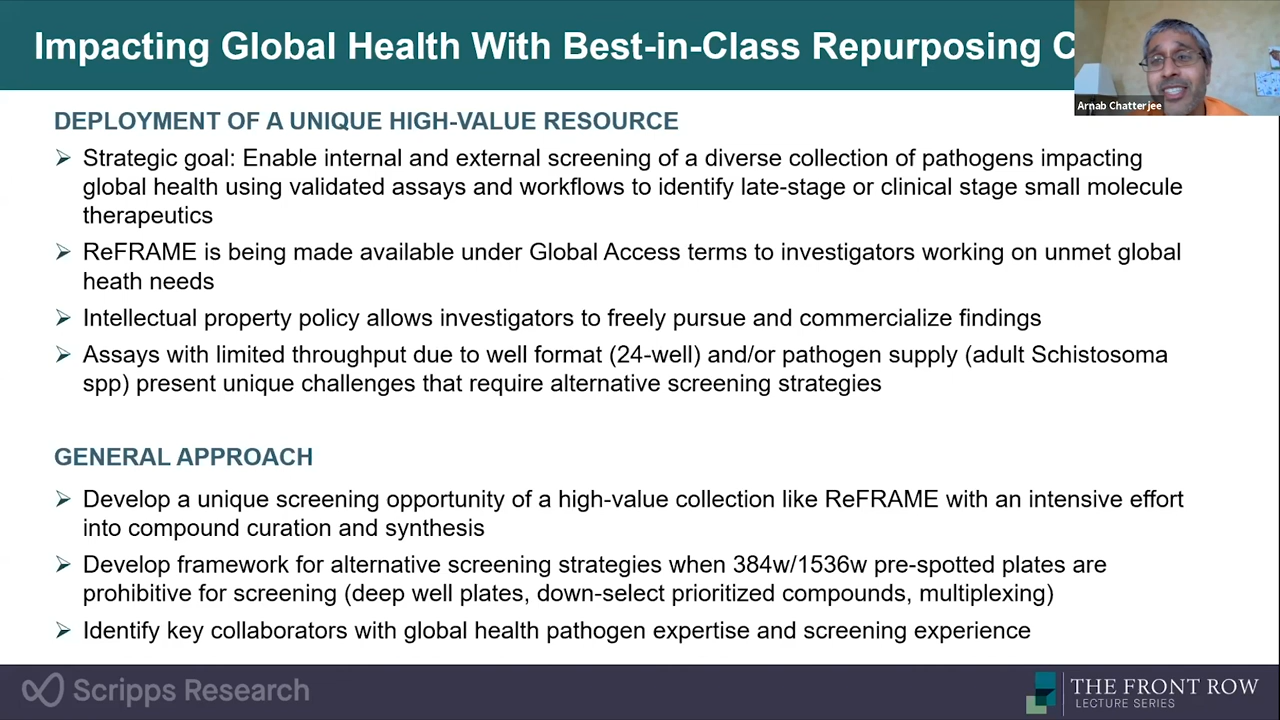 Impacting Global Health With Best-in-Class Repurposing
Arnab Chatterjee
DEPLOYMENT OF A UNIQUE HIGH-VALUE RESOURCE
Strategic goal: Enable internal and external screening of a diverse collection of pathogens impacting
global health using validated assays and workflows to identify late-stage or clinical stage small molecule
therapeutics
ReFRAME is being made available under Global Access terms to investigators working on unmet global
heath needs
Intellectual property policy allows investigators to freely pursue and commercialize findings
Assays with limited throughput due to well format (24-well) and/or pathogen supply (adult Schistosoma
spp) present unique challenges that require alternative screening strategies
GENERAL APPROACH
Develop a unique screening opportunity of a high-value collection like ReFRAME with an intensive effort
into compound curation and synthesis
Develop framework for alternative screening strategies when 384w/1536w pre-spotted plates are
prohibitive for screening (deep well plates, down-select prioritized compounds, multiplexing)
Identify key collaborators with global health pathogen expertise and screening experience
Scripps Research
THE FRONT ROW
LECTURE SERIES